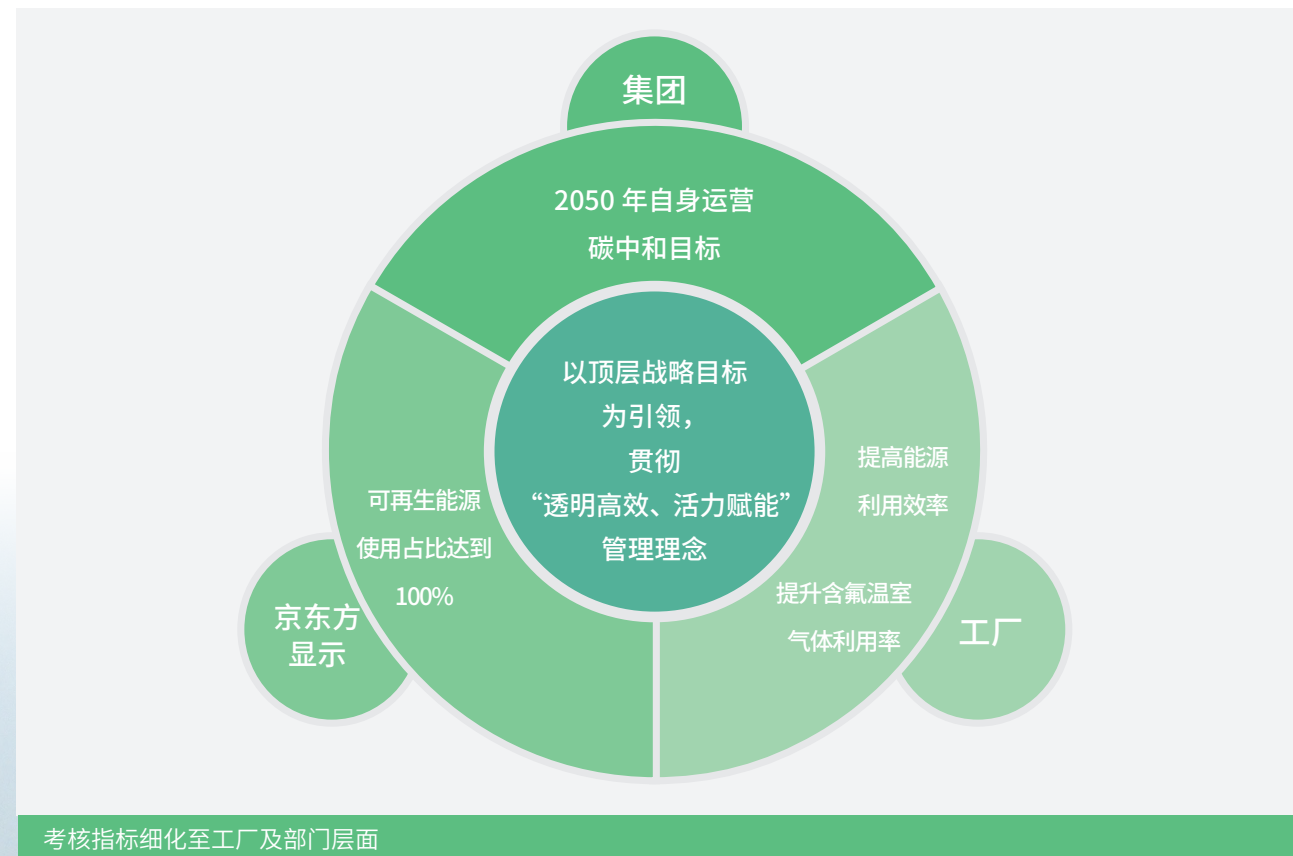 集团
2050 年自身运营
碳中和目标
以顶层战略目标
为引领，
贯彻
“透明高效、活力赋能”
管理理念
可再生能源
使用占比达到
100%
京东方
显示
提高能源
利用效率
提升含氟温室
气体利用率
工厂
考核指标细化至工厂及部门层面